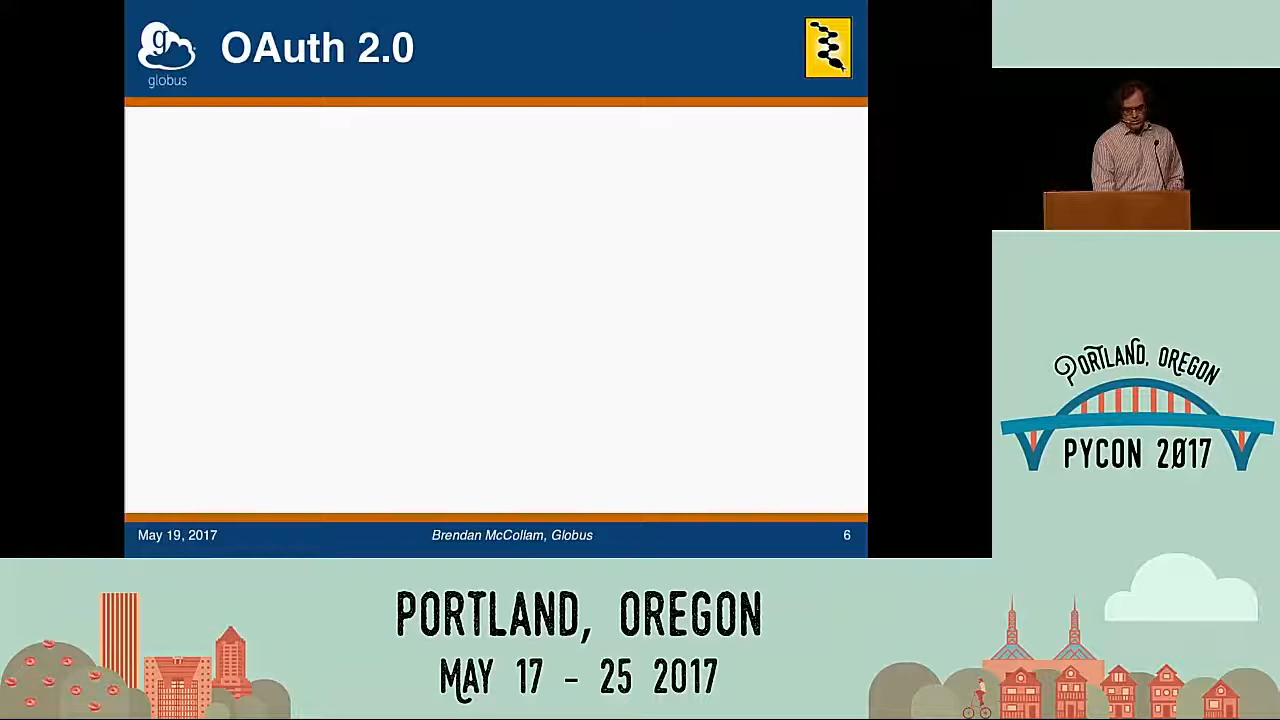 OAuth 2.0
globus
May 19, 2017
Brendan McCollam, Globus
6
PORTLAND, OREGON
PYCON 2017
PORTLAND, OREGON
MAY 17 - 25 2017